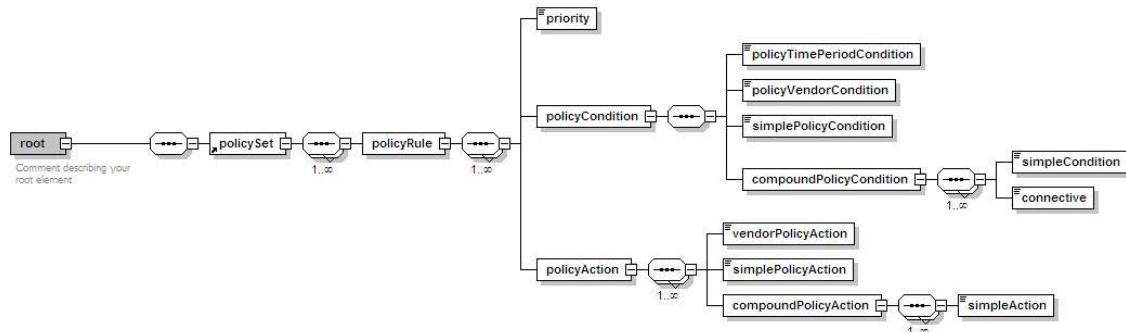 priority
policyTimePeriodCondition
policyVendorCondition
policyCondition
simplePolicyCondition
root
policySet
policyRule
1..∞
1..∞
Comment describing your
root element
compoundPolicyCondition
simpleCondition
connective
1..∞
vendorPolicyAction
policyAction
simplePolicyAction
1..∞
compoundPolicyAction
simpleAction
1..∞